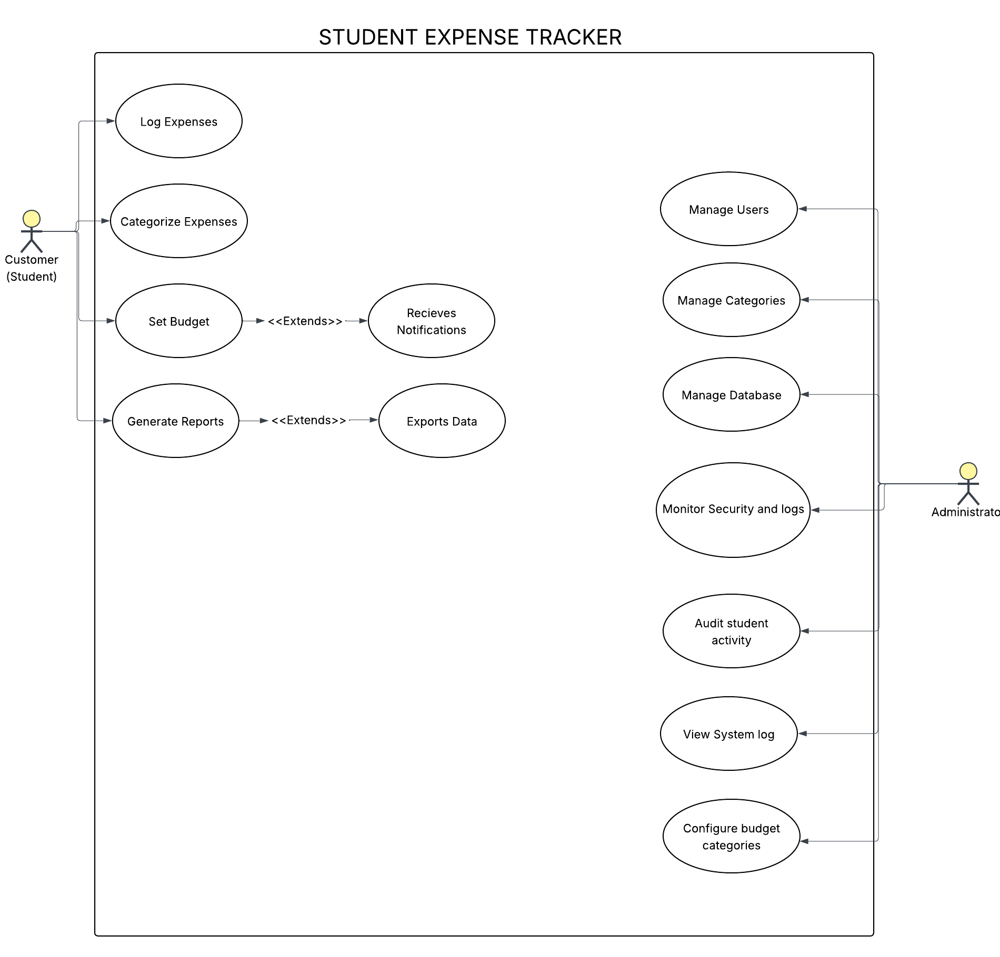 STUDENT EXPENSE TRACKER
Log Expenses
Categorize Expenses
Customer
(Student)
Set Budget
<<Extends>>
Recieves
Notifications
Generate Reports
<<Extends>>
Exports Data
Manage Users
Manage Categories
Manage Database
Monitor Security and logs
Administrato
Audit student
activity
View System log
Configure budget
categories